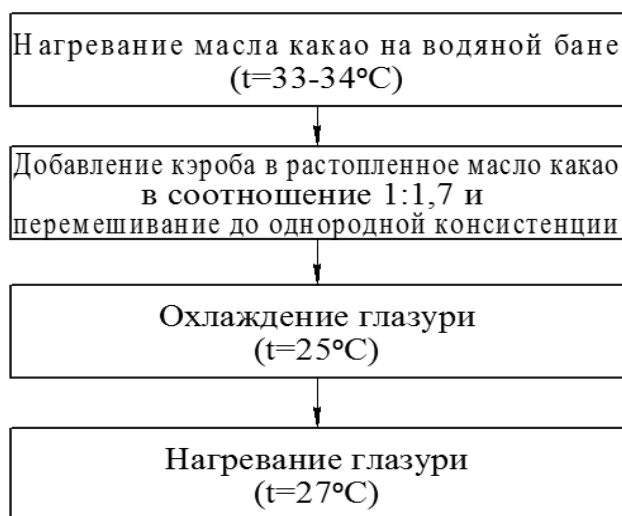 Нагревание масла какао на водяной бане
(t=33-34°C)
Добавление кэроба в растопленное масло какао
в соотношение 1:1,7 и
перемешивание до однородной консистенции
Охлаждение глазури
(t=25°C)
Нагревание глазури
(t=27°C)